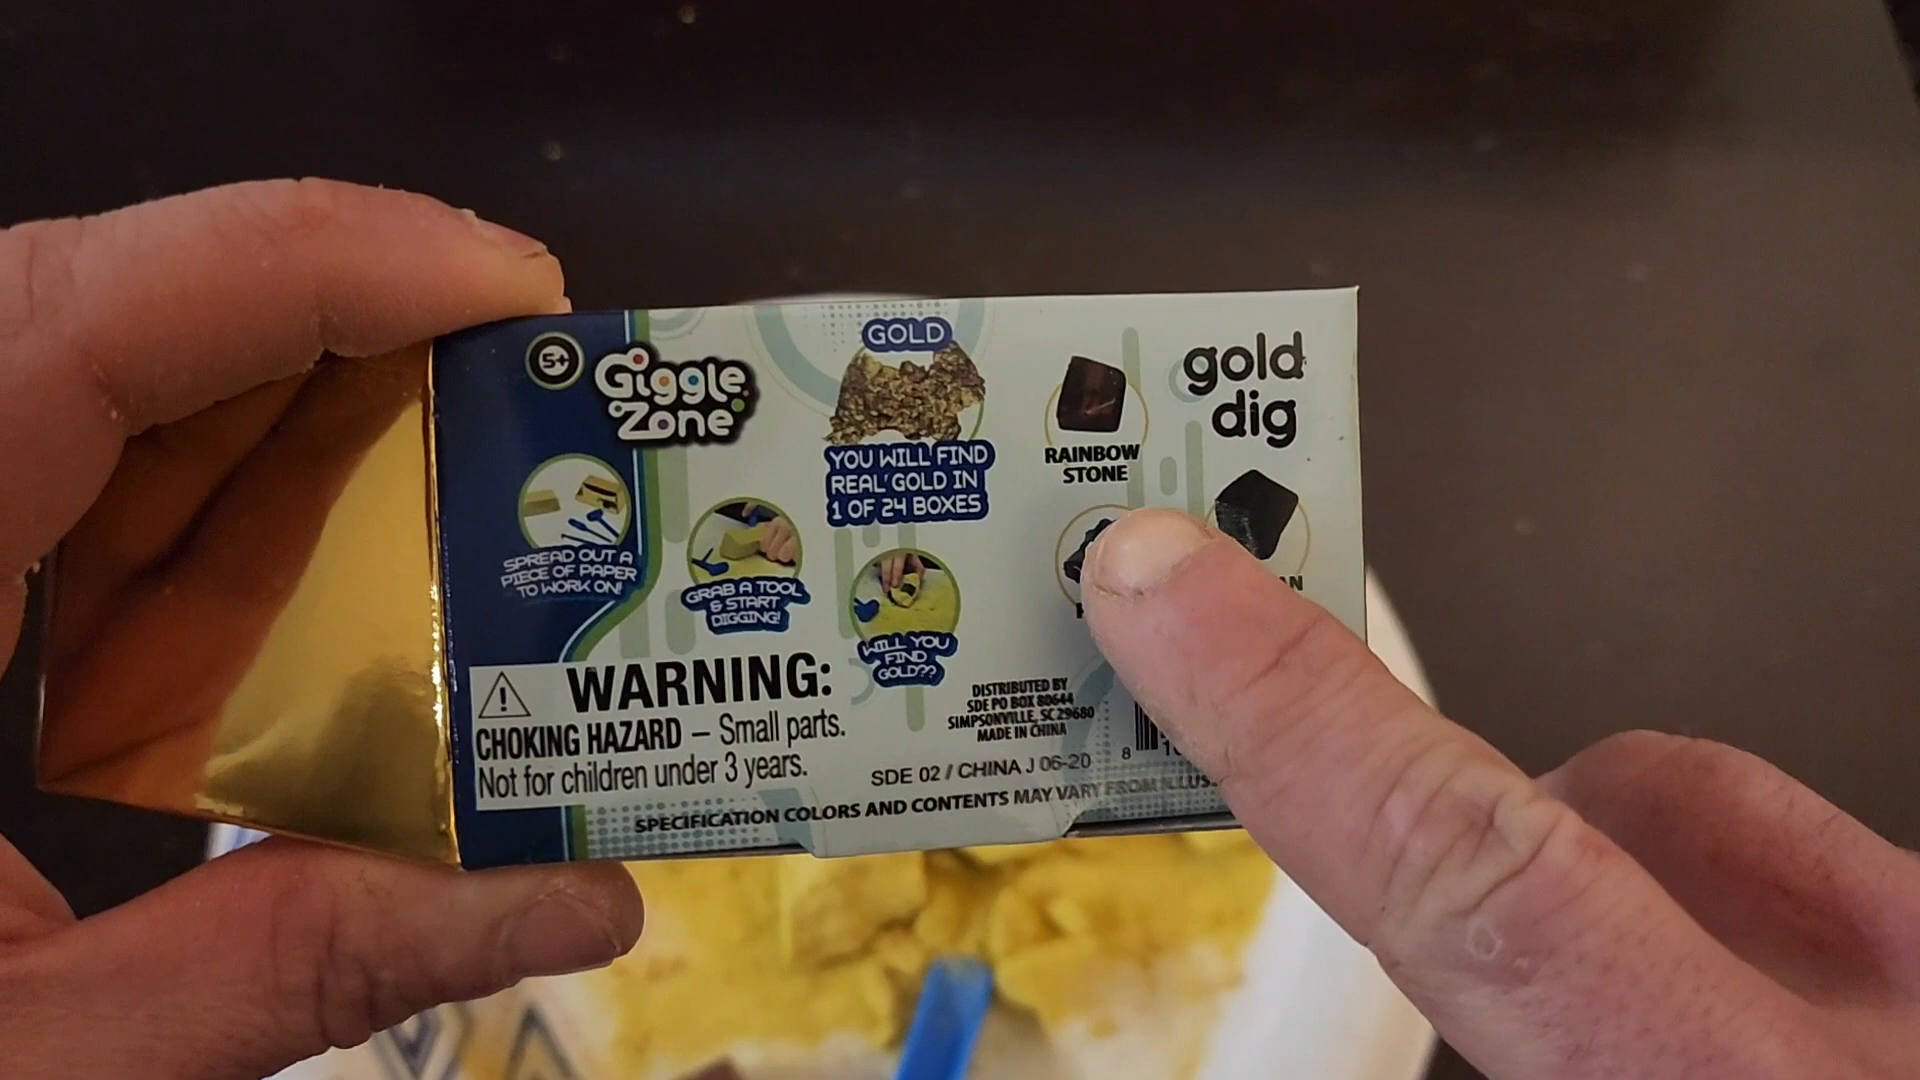 5+
Giggle
Zone
GOLD
YOU WILL FIND
REAL' GOLD IN
1 OF 24 BOXES
RAINBOW
STONE
gold
dig
SPREAD OUT A
PIECE OF PAPER
TO WORK ON!
GRAB A TOOL
& START
DIGGING!
WILL YOU
FIND
GOLD??
WARNING:
CHOKING HAZARD – Small parts.
Not for children under 3 years.
DISTRIBUTED BY
SDE PO BOX 80644
SIMPSONVILLE, SC 29680
MADE IN CHINA
SDE 02 / CHINA J 06-20
8
SPECIFICATION COLORS AND CONTENTS MAY VARY FROM